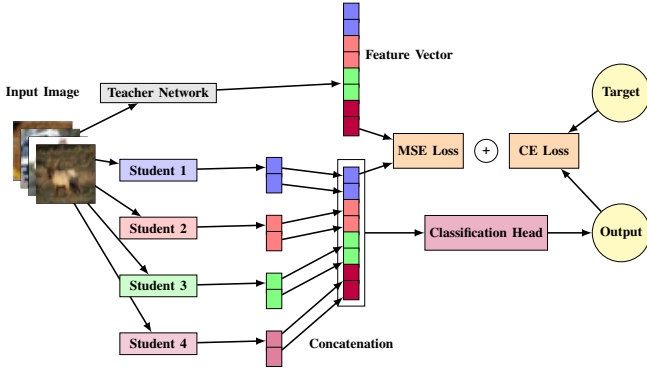 Feature Vector
Input Image
Teacher Network
Target
MSE Loss
+
CE Loss
Student 1
Student 2
Classification Head
Output
Student 3
Student 4
Concatenation